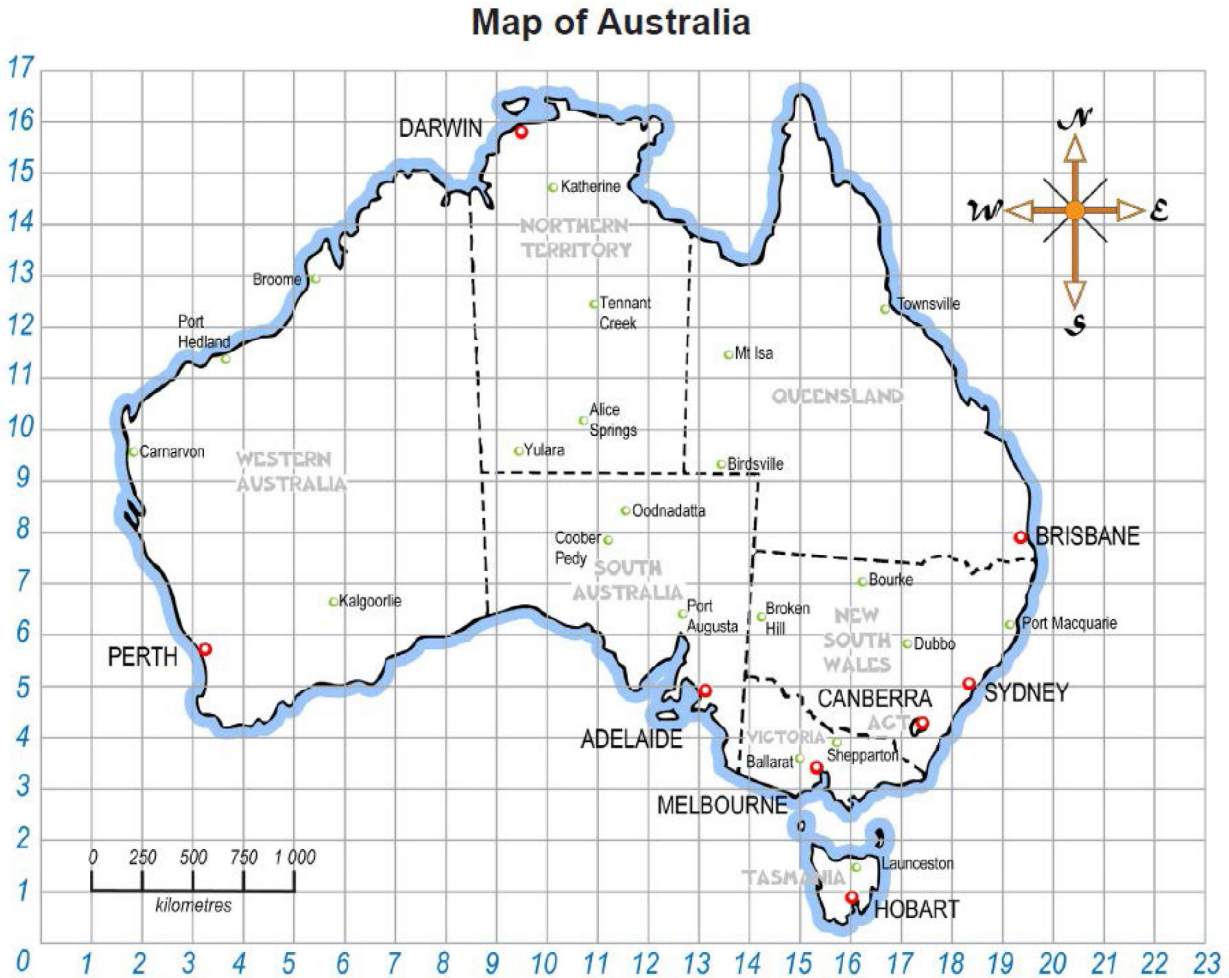 Map of Australia
17
16
15
14
13
12
11
10
9
8
7
6
5
4
3
2
1
0
1
2
3
4
5
6
7
8
9
10
11
12
13
14
15
16
17
18
19
20
21
22
23
N
W
E
S
DARWIN
Katherine
NORTHERN
TERRITORY
Broome
Tennant
Creek
Townsville
Port
Hedland
Mt Isa
QUEENSLAND
Alice
Springs
Carnarvon
Yulara
WESTERN
AUSTRALIA
Birdsville
Oodnadatta
Coober
Pedy
BRISBANE
SOUTH
AUSTRALIA
Bourke
Kalgoorlie
Port
Augusta
Broken
Hill
NEW
SOUTH
WALES
Port Macquarie
Dubbo
PERTH
SYDNEY
CANBERRA
ACT
ADELAIDE
VICTORIA
Shepparton
Ballarat
MELBOURNE
0 250 500 750 1 000
kilometres
Launceston
TASMANIA
HOBART